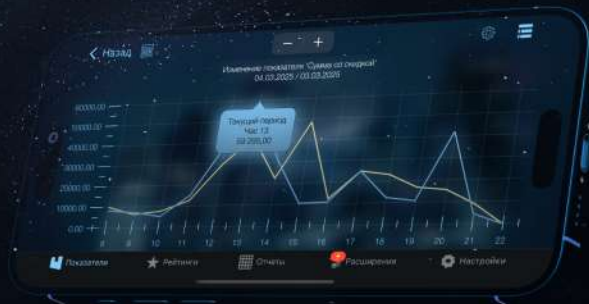 Назад
− +
Изменение показателя "Сумма со скидкой"
04.03.2025 / 03.03.2025
Текущий период
Час 13
60000.00
50000.00
40000.00
30000.00
20000.00
10000.00
0.00
8 9 10 11 12 13 14 15 16 17 18 19 20 21 22
Показатели Рейтинги Отчеты Расширения Настройки